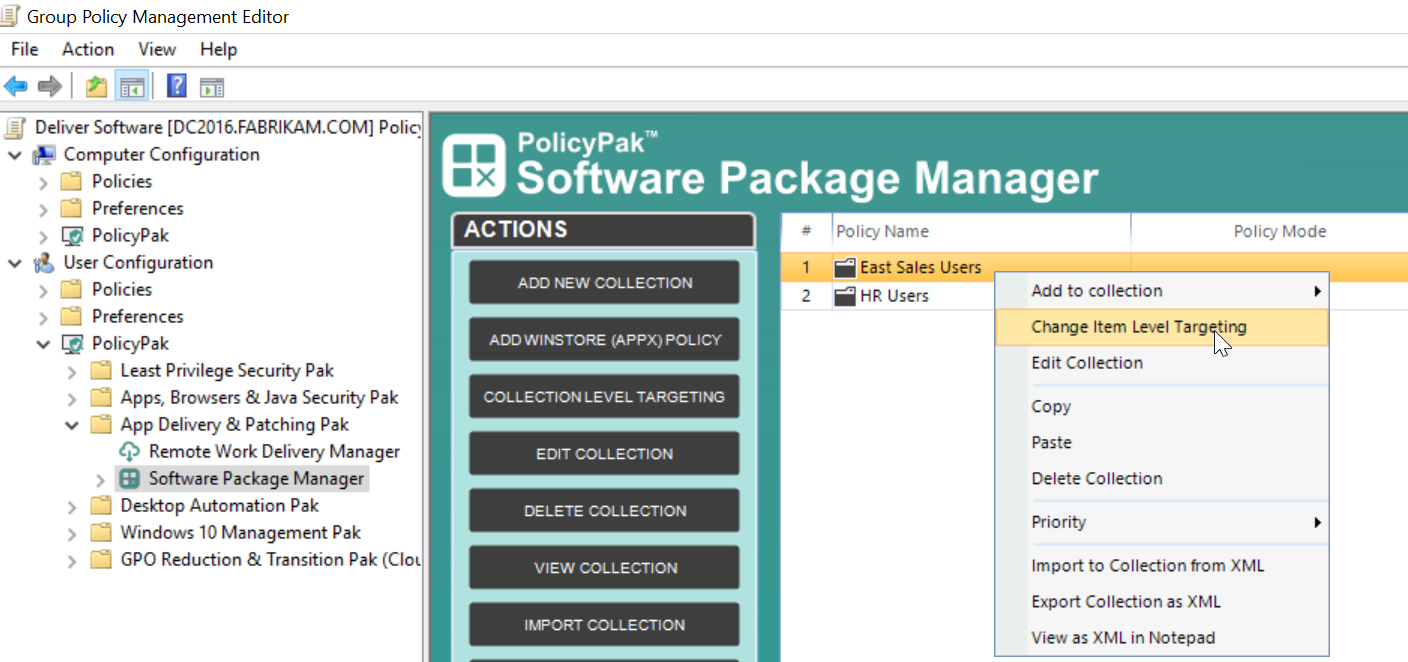 Group Policy Management Editor
File Action View Help
Deliver Software [DC2016.FABRIKAM.COM] Policy
Computer Configuration
Policies
Preferences
PolicyPak
User Configuration
Policies
Preferences
PolicyPak
Least Privilege Security Pak
Apps, Browsers & Java Security Pak
App Delivery & Patching Pak
Remote Work Delivery Manager
Software Package Manager
Desktop Automation Pak
Windows 10 Management Pak
GPO Reduction & Transition Pak (Clou
PolicyPak™
Software Package Manager
ACTIONS
ADD NEW COLLECTION
ADD WINSTORE (APPX) POLICY
COLLECTION LEVEL TARGETING
EDIT COLLECTION
DELETE COLLECTION
VIEW COLLECTION
IMPORT COLLECTION
# Policy Name Policy Mode
1 East Sales Users
2 HR Users
Add to collection
Change Item Level Targeting
Edit Collection
Copy
Paste
Delete Collection
Priority
Import to Collection from XML
Export Collection as XML
View as XML in Notepad